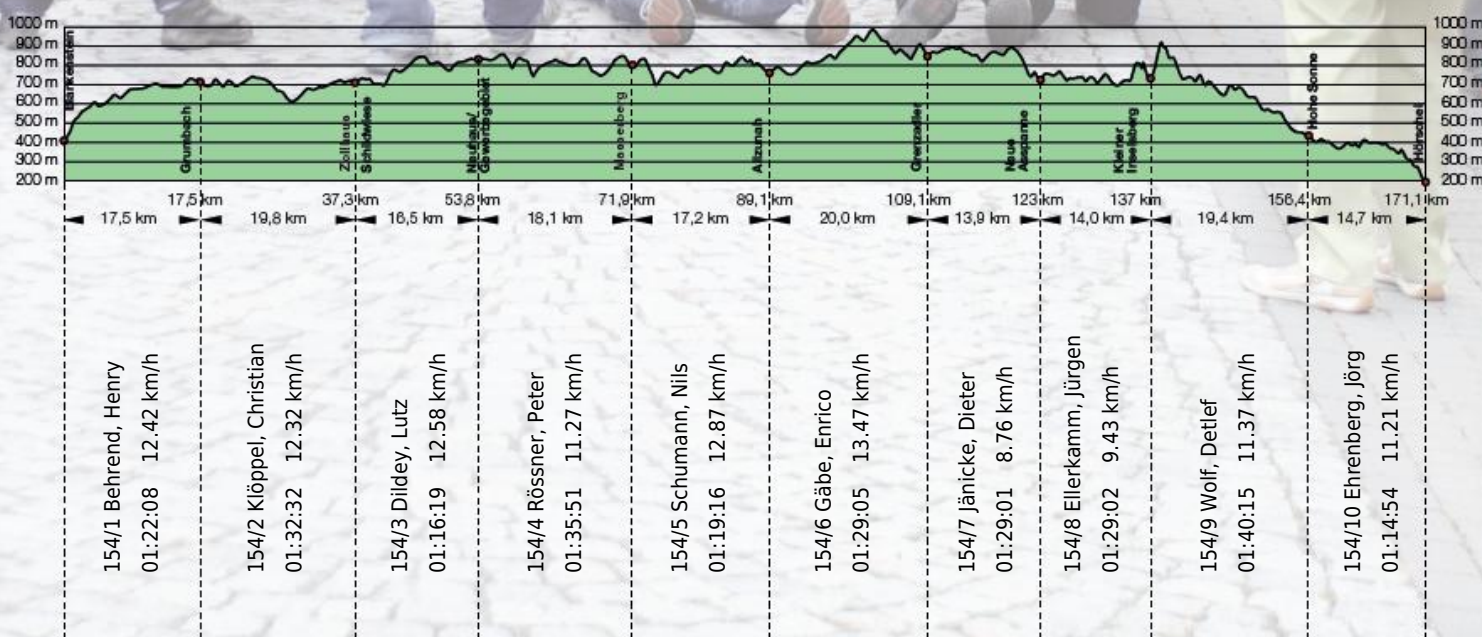 1000 m
900 m
800 m
700 m
600 m
500 m
400 m
300 m
200 m
1000 m
900 m
800 m
700 m
600 m
500 m
400 m
300 m
200 m
Blankenstein
Grumbach
Zollhaus
Schildwiese
Neuhaus/
Masserberg
Allzunah
Grenzadler
Neue
Ausspanne
Kleiner
Inselsberg
Hohe Sonne
Hörschel
17,5 km
37,3 km
53,8 km
71,9 km
89,1 km
109,1 km
123 km
137 km
156,4 km
171,1 km
17,5 km
19,8 km
16,5 km
18,1 km
17,2 km
20,0 km
13,9 km
14,0 km
19,4 km
14,7 km
154/1 Behrend, Henry
01:22:08 12.42 km/h
154/2 Klöppel, Christian
01:32:32 12.32 km/h
154/3 Dildey, Lutz
01:16:19 12.58 km/h
154/4 Rössner, Peter
01:35:51 11.27 km/h
154/5 Schumann, Nils
01:19:16 12.87 km/h
154/6 Gäbe, Enrico
01:29:05 13.47 km/h
154/7 Jänicke, Dieter
01:29:01 8.76 km/h
154/8 Ellerkamm, Jürgen
01:29:02 9.43 km/h
154/9 Wolf, Detlef
01:40:15 11.37 km/h
154/10 Ehrenberg, Jörg
01:14:54 11.21 km/h